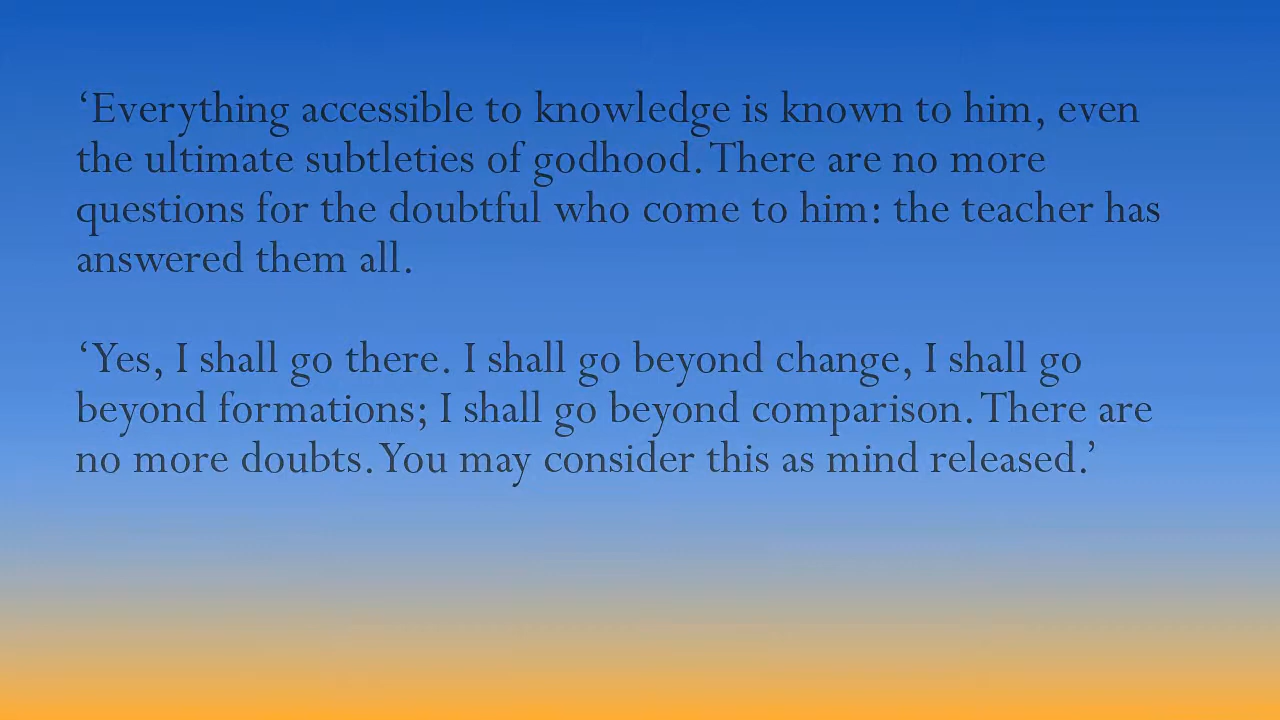 ‘Everything accessible to knowledge is known to him, even
the ultimate subtleties of godhood. There are no more
questions for the doubtful who come to him: the teacher has
answered them all.
‘Yes, I shall go there. I shall go beyond change, I shall go
beyond formations; I shall go beyond comparison. There are
no more doubts. You may consider this as mind released.’